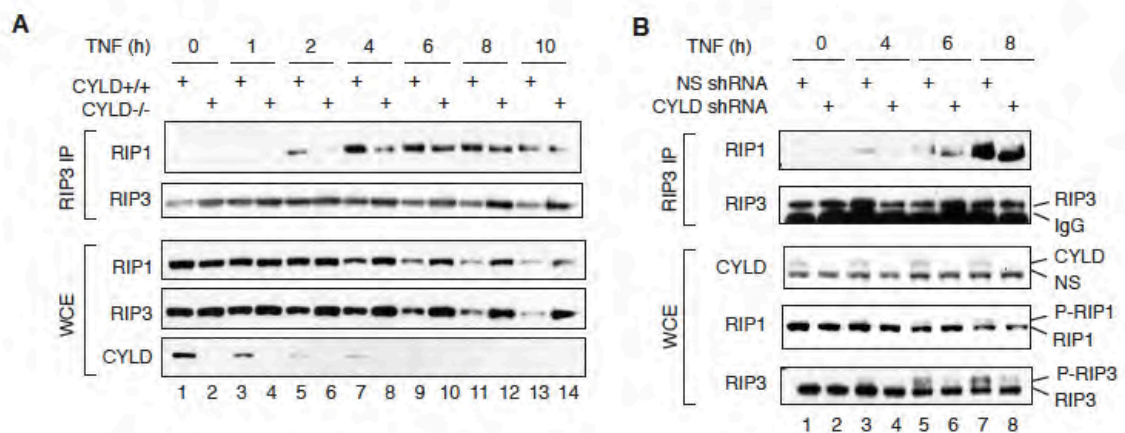 A
TNF (h) 0 1 2 4 6 8 10
CYLD+/+ + + + + + + +
CYLD-/- + + + + + + +
RIP3 IP
RIP1
RIP3
WCE
RIP1
RIP3
CYLD
1 2 3 4 5 6 7 8 9 10 11 12 13 14
B
TNF (h) 0 4 6 8
NS shRNA + + + +
CYLD shRNA + + + +
RIP3 IP
RIP1
RIP3 RIP3
IgG
WCE
CYLD CYLD
NS
RIP1 P-RIP1
RIP1
RIP3 P-RIP3
RIP3
1 2 3 4 5 6 7 8